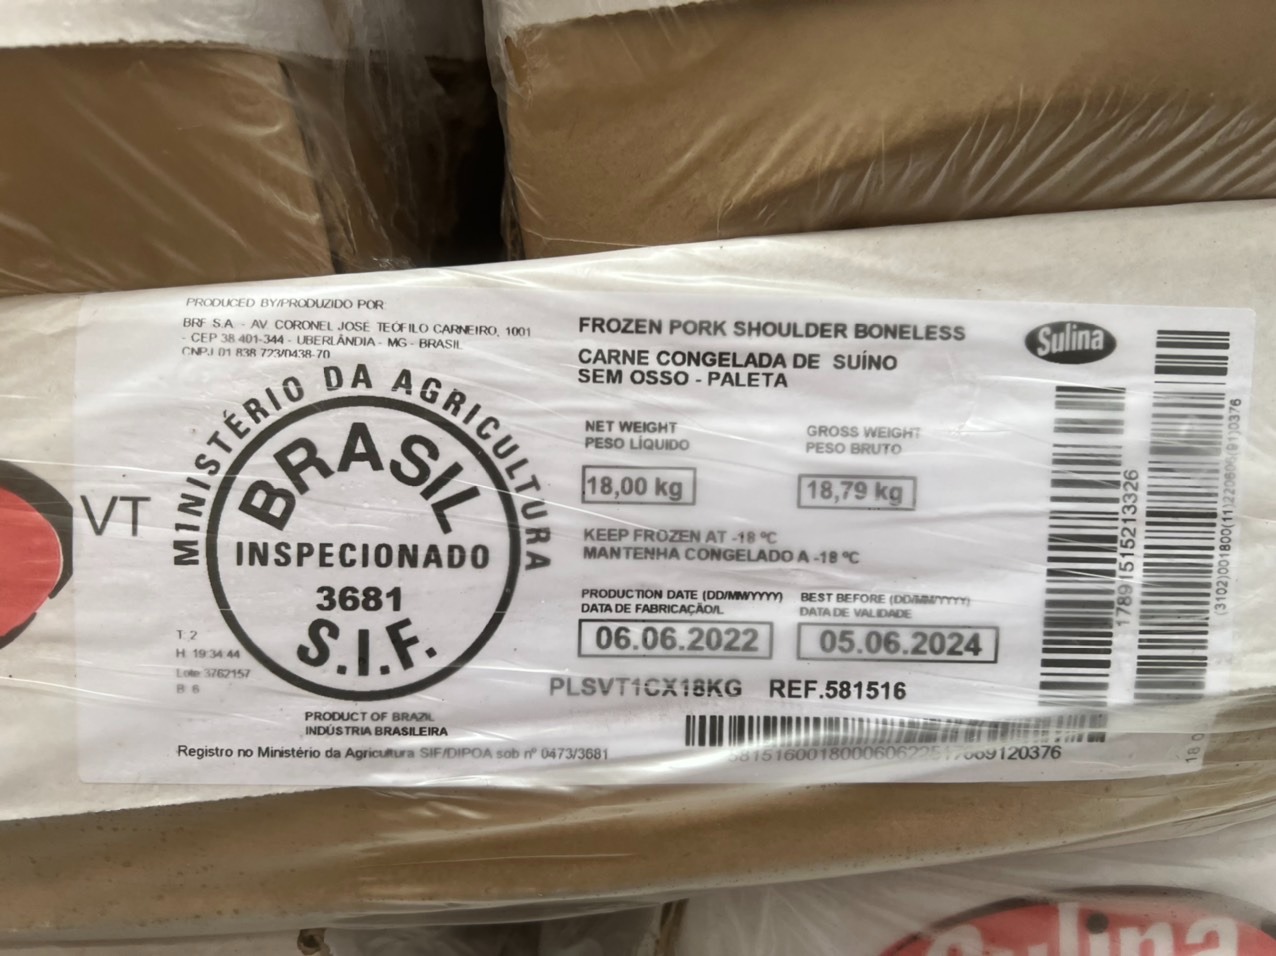 PRODUCED BY/PRODUZIDO POR
BRF S.A. - AV. CORONEL JOSÉ TEÓFILO CARNEIRO, 1001
- CEP 38.401-344 - UBERLÂNDIA - MG - BRASIL
CNPJ 01.838.723/0438-70
MINISTÉRIO DA AGRICULTURA
BRASIL
INSPECIONADO
3681
S.I.F.
VT
T: 2
H: 19:34:44
Lote: 3762157
B: 6
PRODUCT OF BRAZIL
INDÚSTRIA BRASILEIRA
Registro no Ministério da Agricultura SIF/DIPOA sob nº 0473/3681
FROZEN PORK SHOULDER BONELESS
CARNE CONGELADA DE SUÍNO
SEM OSSO - PALETA
NET WEIGHT
PESO LÍQUIDO
18,00 kg
GROSS WEIGHT
PESO BRUTO
18,79 kg
KEEP FROZEN AT -18 ºC
MANTENHA CONGELADO A -18 ºC
PRODUCTION DATE (DD/MM/YYYY)
DATA DE FABRICAÇÃO/L
06.06.2022
BEST BEFORE (DD/MM/YYYY)
DATA DE VALIDADE
05.06.2024
PLSVT1CX18KG REF.581516
Sulina
17891515213326
Sulina